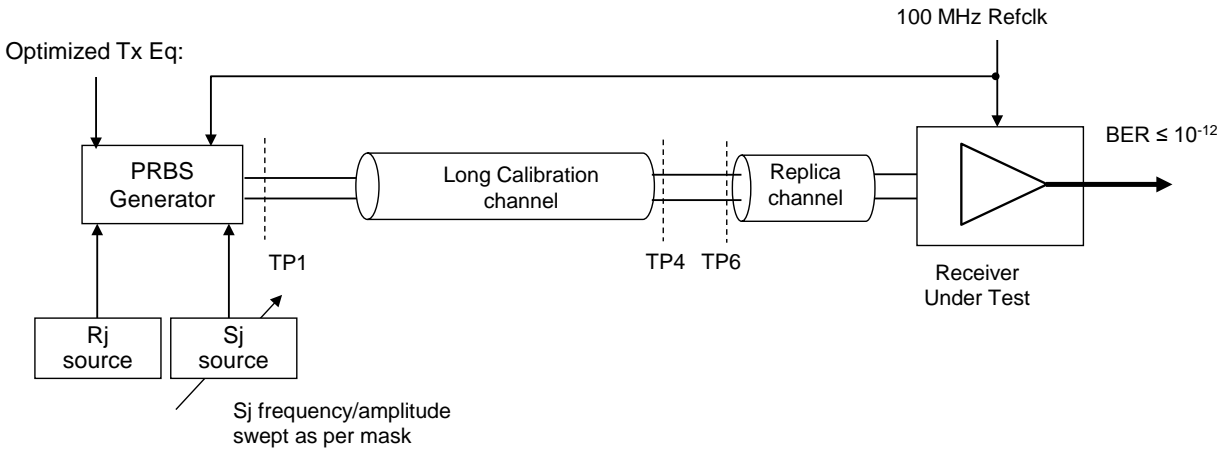 100 MHz Refclk
Optimized Tx Eq:
PRBS
Generator
Long Calibration
channel
Replica
channel
BER ≤ 10⁻¹²
TP1
TP4
TP6
Receiver
Under Test
Rj
source
Sj
source
Sj frequency/amplitude
swept as per mask